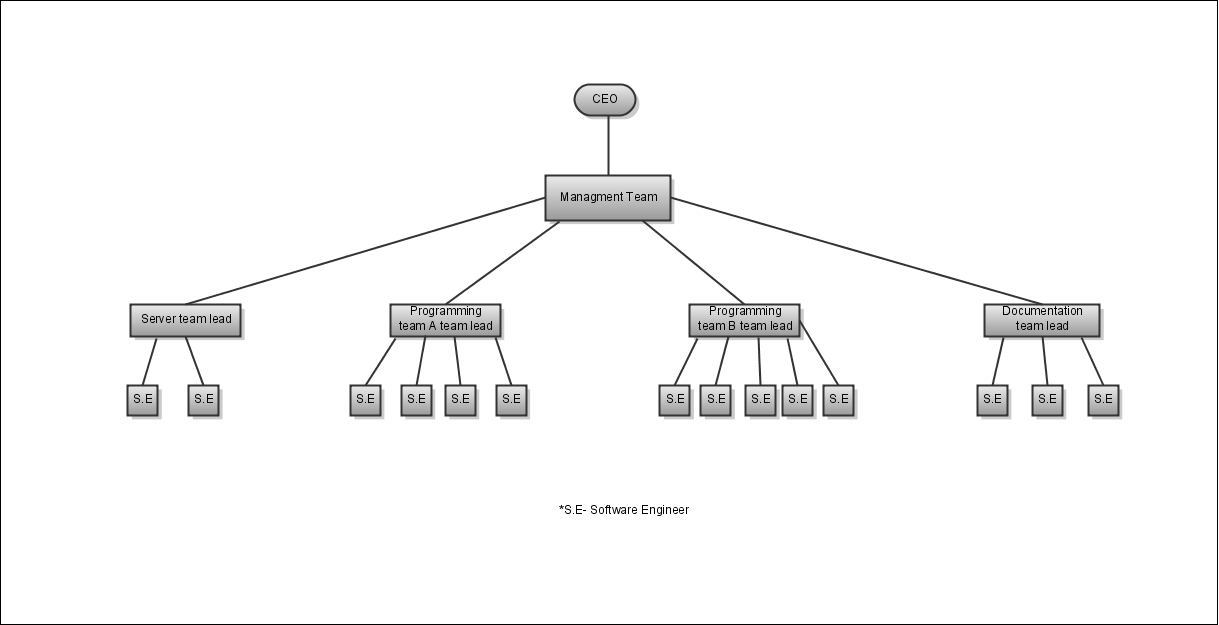 CEO
Managment Team
Server team lead
Programming
team A team lead
Programming
team B team lead
Documentation
team lead
S.E
S.E
S.E
S.E
S.E
S.E
S.E
S.E
S.E
S.E
S.E
S.E
S.E
S.E
*S.E- Software Engineer